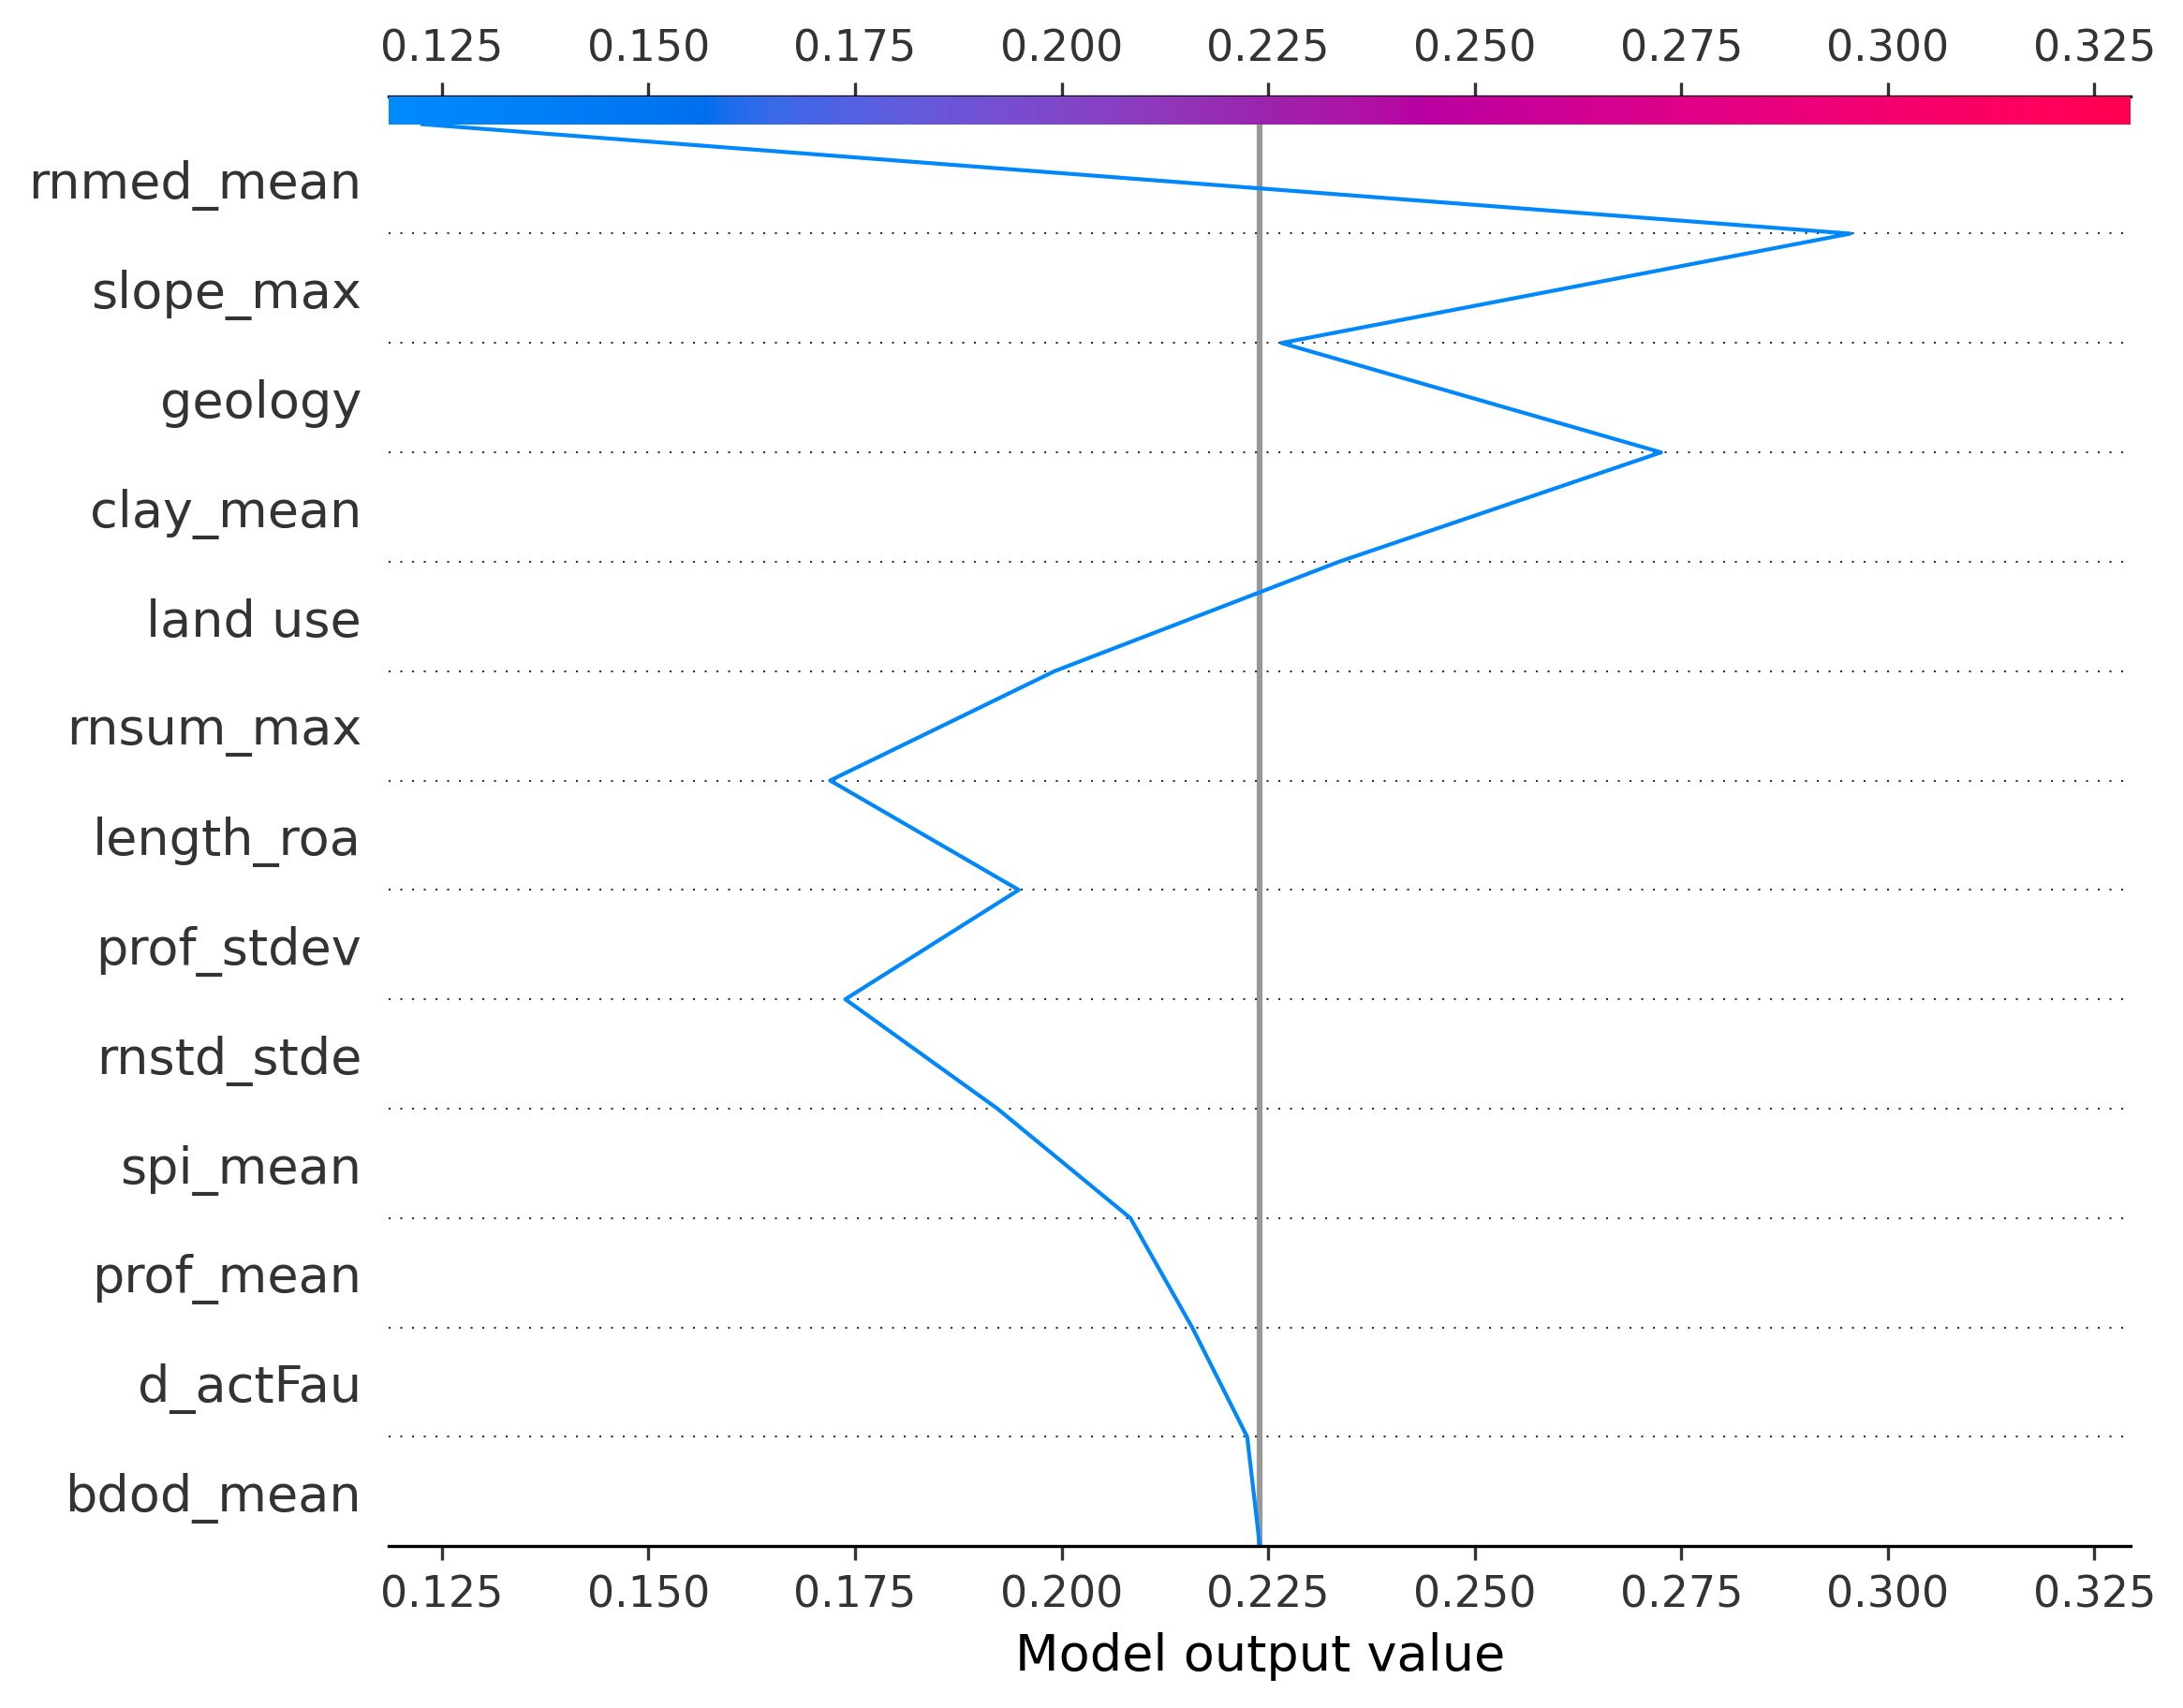 0.125 0.150 0.175 0.200 0.225 0.250 0.275 0.300 0.325
rnmed_mean
slope_max
geology
clay_mean
land use
rnsum_max
length_roa
prof_stdev
rnstd_stde
spi_mean
prof_mean
d_actFau
bdod_mean
0.125 0.150 0.175 0.200 0.225 0.250 0.275 0.300 0.325
Model output value